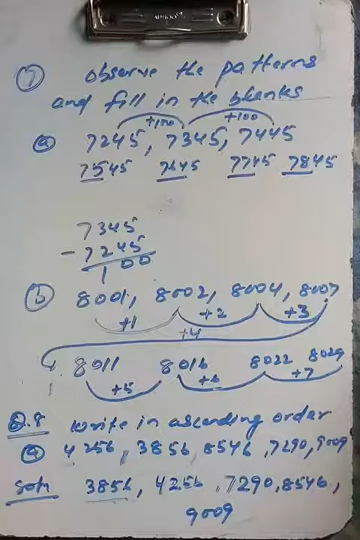 7) observe the patterns
and fill in the blanks
+100 +100
a) 7245, 7345, 7445
7545 7645 7745 7845
7345
- 7245
100
b) 8001, 8002, 8004, 8007
+1 +2 +3
+4
8011 8016 8022 8029
+5 +6 +7
Q.8 write in ascending order
a) 4256, 3856, 8546, 7290, 9009
Soln 3856, 4256, 7290, 8546,
9009